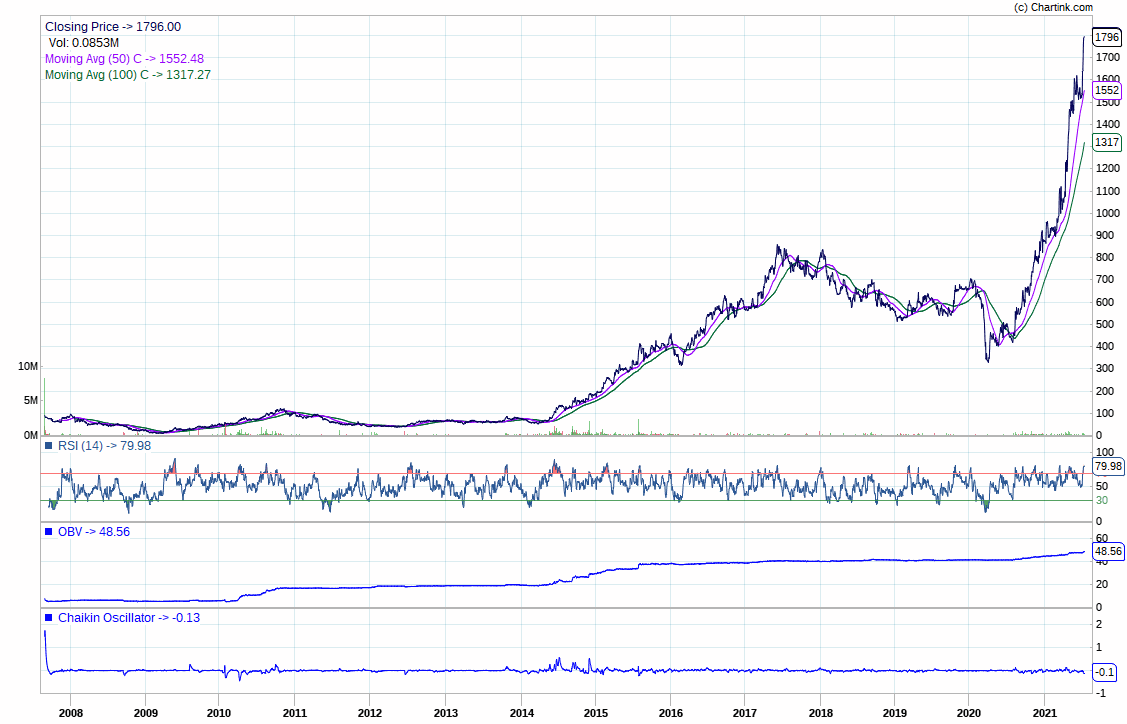 (c) Chartink.com
Closing Price -> 1796.00
Vol: 0.0853M
Moving Avg (50) C -> 1552.48
Moving Avg (100) C -> 1317.27
1796
1700
1600
1552
1500
1400
1317
1200
1100
1000
900
800
700
600
500
400
300
200
100
0
10M
5M
0M
RSI (14) -> 79.98
100
79.98
50
30
0
OBV -> 48.56
60
48.56
40
20
0
Chaikin Oscillator -> -0.13
2
1
-0.1
-1
2008 2009 2010 2011 2012 2013 2014 2015 2016 2017 2018 2019 2020 2021